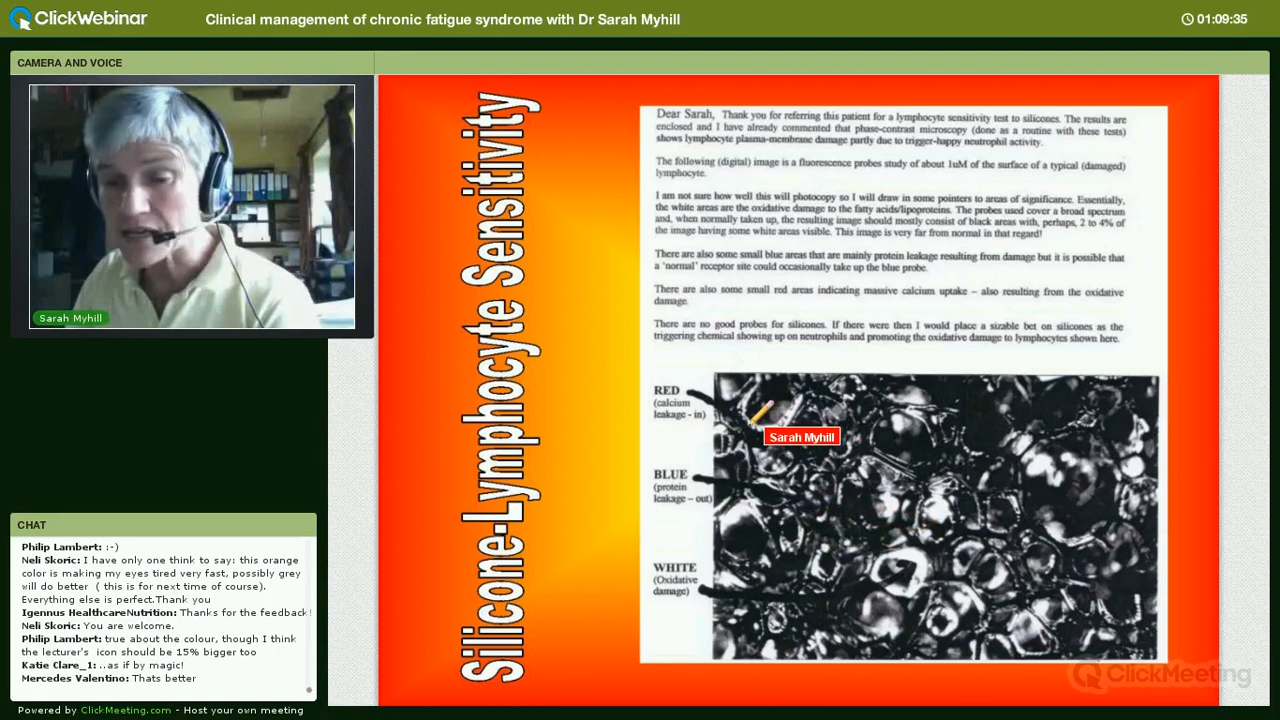 ClickWebinar
Clinical management of chronic fatigue syndrome with Dr Sarah Myhill
01:09:35
CAMERA AND VOICE
Sarah Myhill
Silicone-Lymphocyte Sensitivity
Dear Sarah, Thank you for referring this patient for a lymphocyte sensitivity test to silicones. The results are
enclosed and I have already commented that phase-contrast microscopy (done as a routine with these tests)
shows lymphocyte plasma-membrane damage partly due to trigger-happy neutrophil activity.
The following (digital) image is a fluorescence probes study of about 1uM of the surface of a typical (damaged)
lymphocyte.
I am not sure how well this will photocopy so I will draw in some pointers to areas of significance. Essentially,
the white areas are the oxidative damage to the fatty acids/lipoproteins. The probes used cover a broad spectrum
and, when normally taken up, the resulting image should mostly consist of black areas with, perhaps, 2 to 4% of
the image having some white areas visible. This image is very far from normal in that regard!
There are also some small blue areas that are mainly protein leakage resulting from damage but it is possible that
a 'normal' receptor site could occasionally take up the blue probe.
There are also some small red areas indicating massive calcium uptake – also resulting from the oxidative
damage.
There are no good probes for silicones. If there were then I would place a sizable bet on silicones as the
triggering chemical showing up on neutrophils and promoting the oxidative damage to lymphocytes shown here.
RED
(calcium
leakage - in)
Sarah Myhill
BLUE
(protein
leakage – out)
WHITE
(Oxidative
damage)
CHAT
Philip Lambert: :-)
Neli Skoric: I have only one think to say: this orange
color is making my eyes tired very fast, possibly grey
will do better ( this is for next time of course).
Everything else is perfect.Thank you
Igennus HealthcareNutrition: Thanks for the feedback!
Neli Skoric: You are welcome.
Philip Lambert: true about the colour, though I think
the lecturer's icon should be 15% bigger too
Katie Clare_1: ..as if by magic!
Mercedes Valentino: Thats better
ClickMeeting
Powered by ClickMeeting.com - Host your own meeting